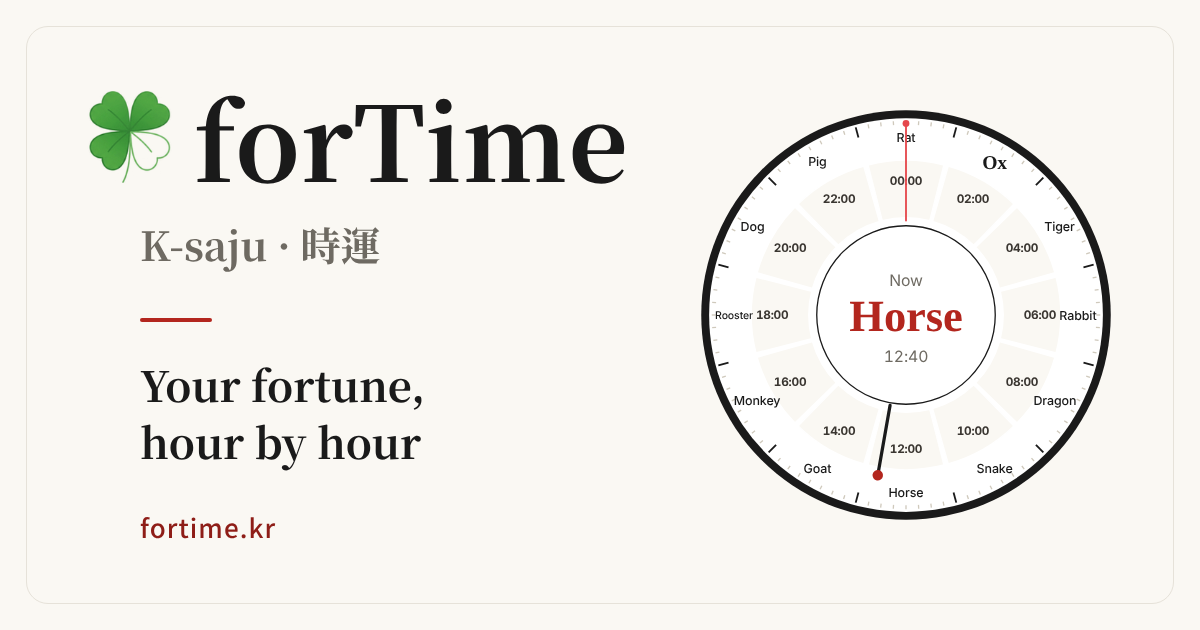 forTime
K-saju · 時運
Your fortune,
hour by hour
fortime.kr
Rat
Ox
Tiger
Rabbit
Dragon
Snake
Horse
Goat
Monkey
Rooster
Dog
Pig
00:00
02:00
04:00
06:00
08:00
10:00
12:00
14:00
16:00
18:00
20:00
22:00
Now
Horse
12:40